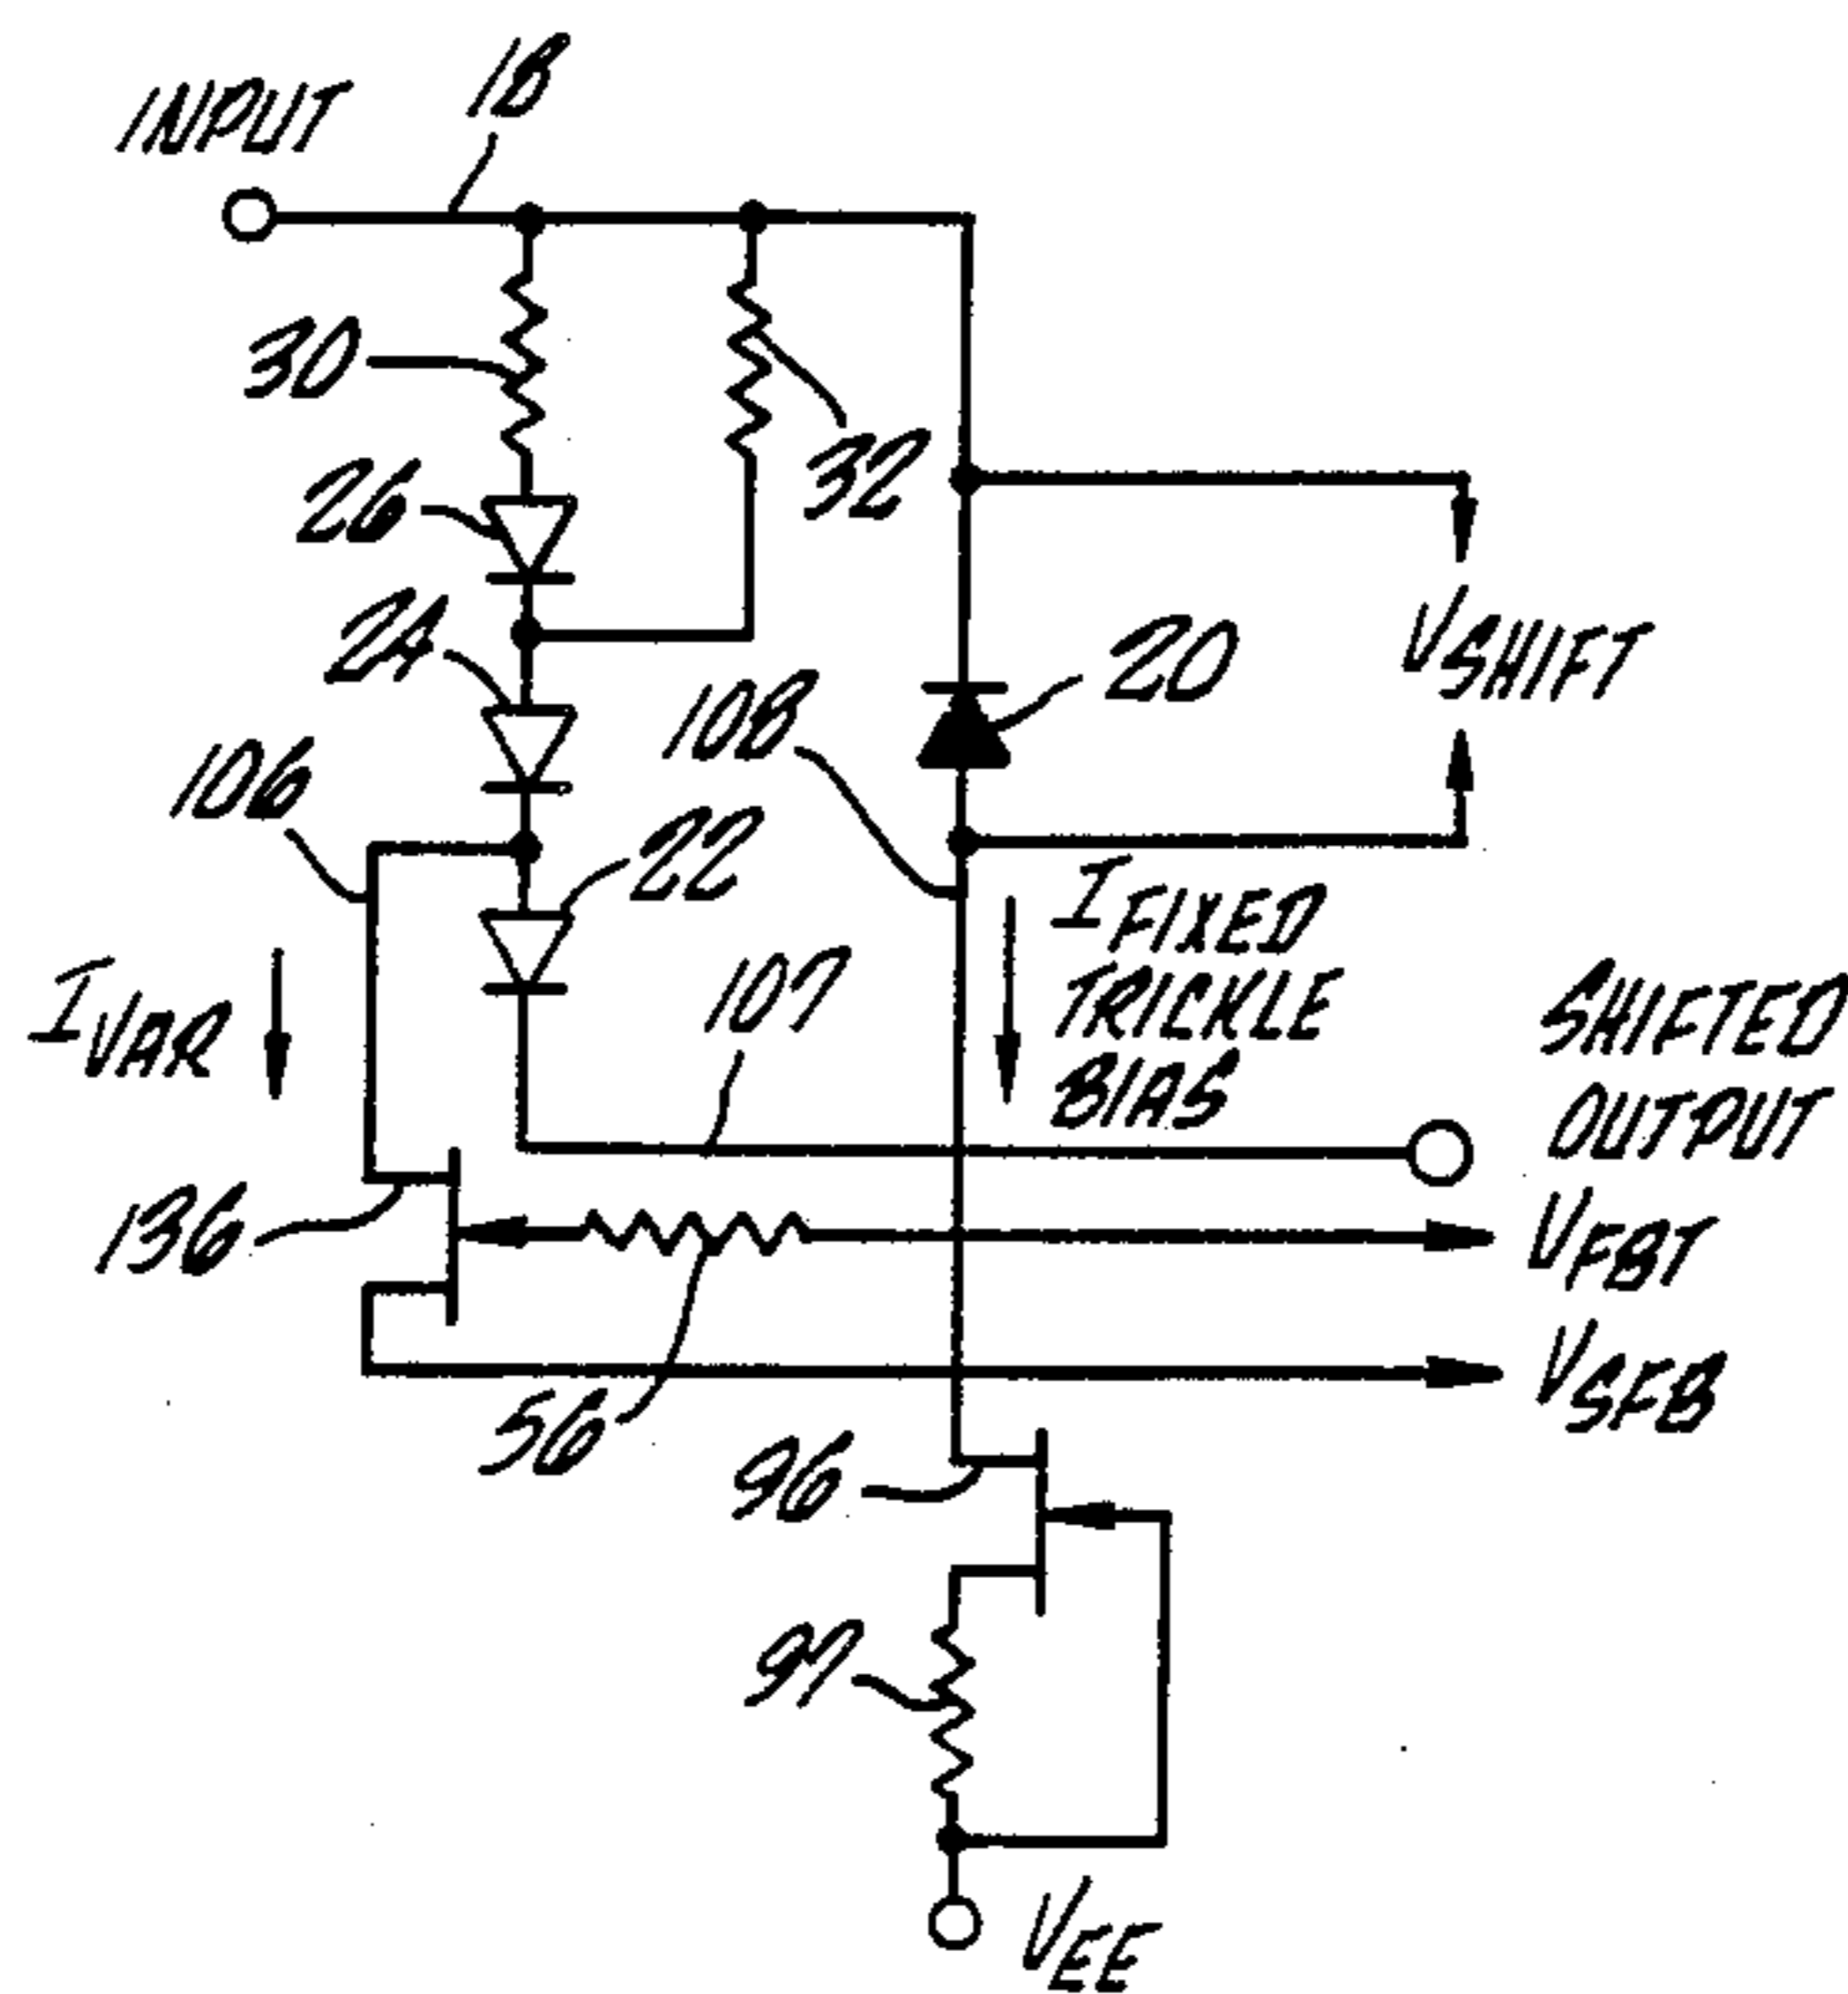 INPUT
18
30
32
26
24
20
VSHIFT
106
108
22
IVAR
107
IFIXED
TRICKLE
BIAS
SHIFTED
OUTPUT
136
VFBT
56
VSFB
96
97
VEE